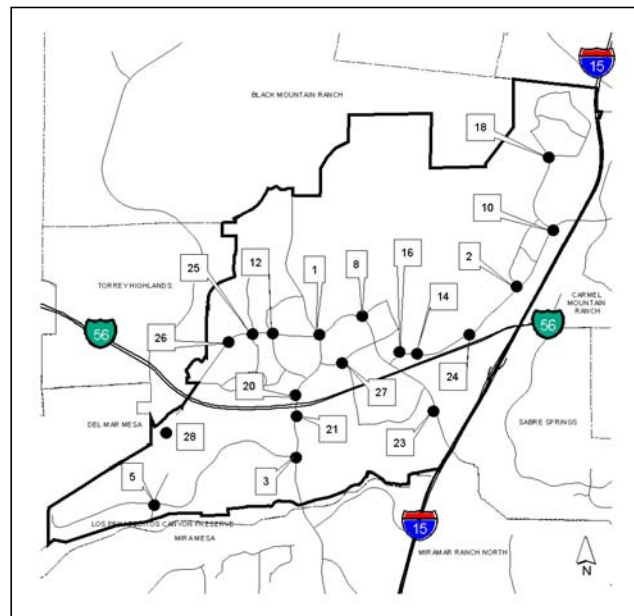 15
BLACK MOUNTAIN RANCH
18
10
16
2
8
1
12
25
14
TORREY HIGHLANDS
CARMEL
MOUNTAIN
RANCH
56
56
26
24
20
27
DEL MAR MESA
21
23
SABRE SPRINGS
28
3
5
LOS PENASQUITOS CANYON PRESERVE
MIRA MESA
15
MIRAMAR RANCH NORTH
N